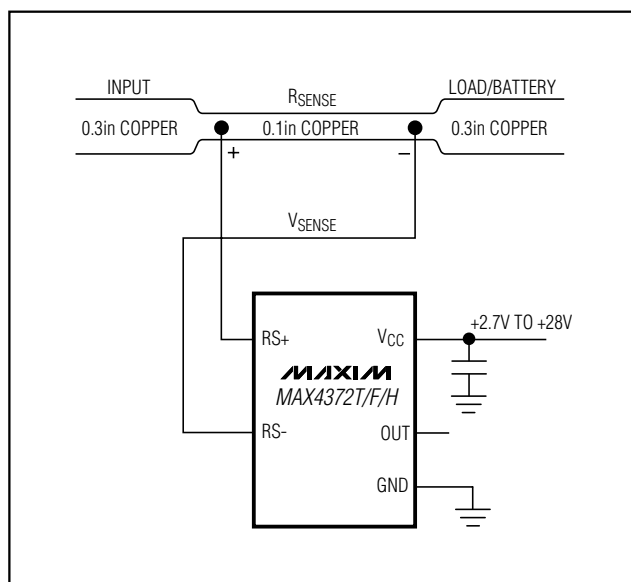 INPUT RSENSE LOAD/BATTERY
0.3in COPPER 0.1in COPPER 0.3in COPPER
+ −
VSENSE
+2.7V TO +28V
RS+ VCC
MAXIM
MAX4372T/F/H
RS- OUT
GND